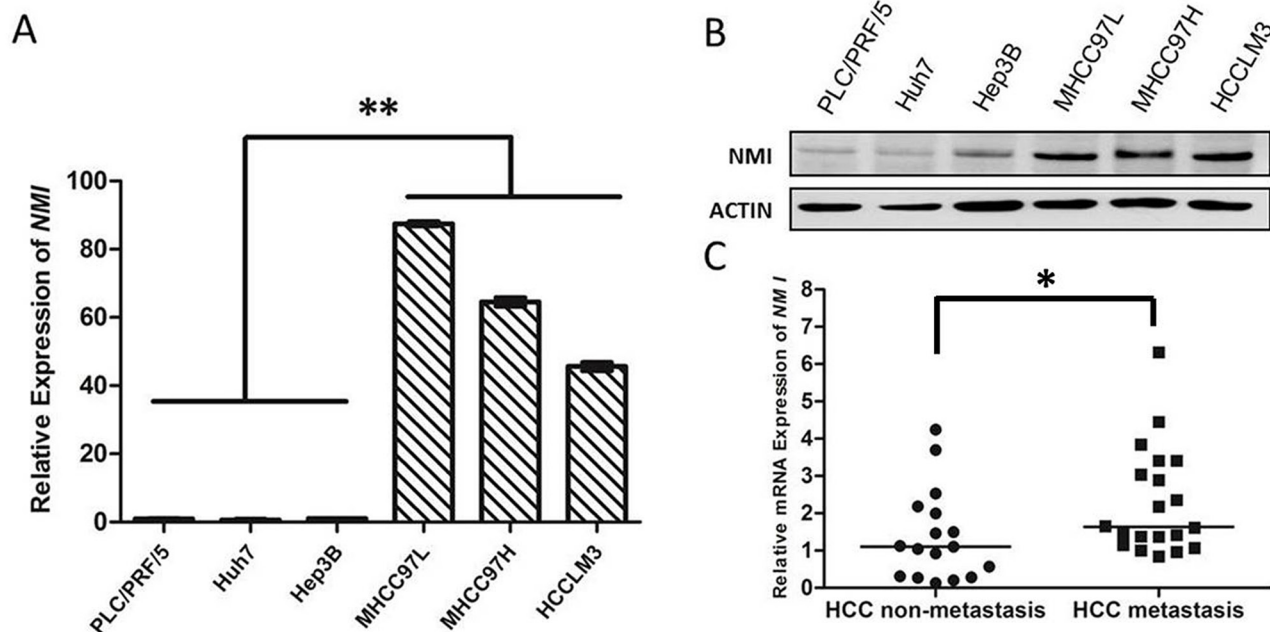 A
**
Relative Expression of NMI
100
80
60
40
20
0
PLC/PRF/5
Huh7
Hep3B
MHCC97L
MHCC97H
HCCLM3
B
PLC/PRF/5
Huh7
Hep3B
MHCC97L
MHCC97H
HCCLM3
NMI
ACTIN
C
*
Relative mRNA Expression of NM I
8
7
6
5
4
3
2
1
0
HCC non-metastasis
HCC metastasis